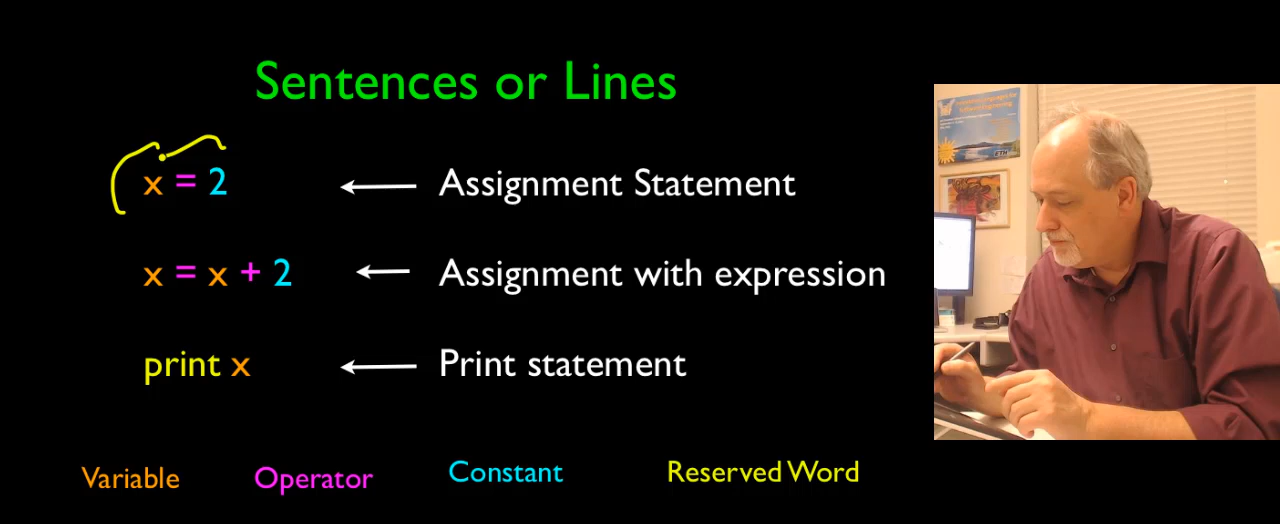 Sentences or Lines
x = 2 Assignment Statement
x = x + 2 Assignment with expression
print x Print statement
Variable Operator Constant Reserved Word